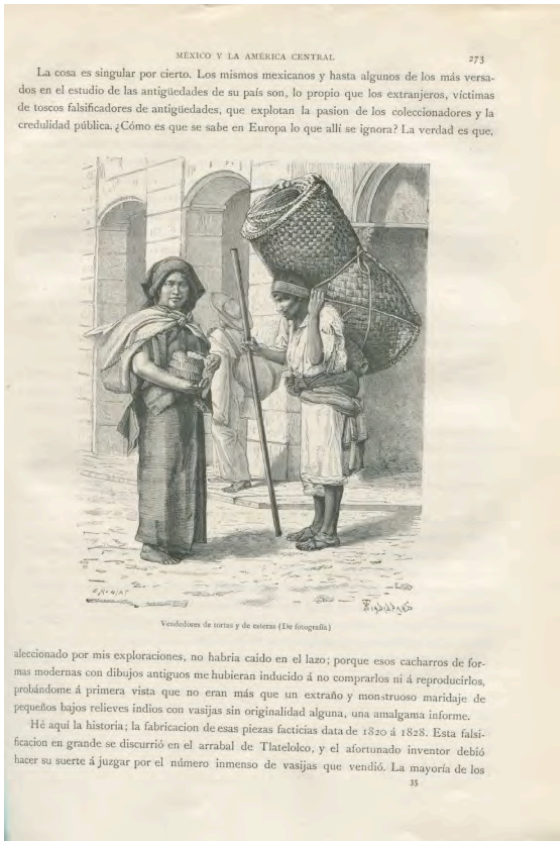 MÉXICO Y LA AMÉRICA CENTRAL 273
La cosa es singular por cierto. Los mismos mexicanos y hasta algunos de los más versa-
dos en el estudio de las antigüedades de su país son, lo propio que los extranjeros, víctimas
de toscos falsificadores de antigüedades, que explotan la pasion de los coleccionadores y la
credulidad pública. ¿Cómo es que se sabe en Europa lo que allí se ignora? La verdad es que,
Vendedores de tortas y de esteras (De fotografía)
aleccionado por mis exploraciones, no habria caido en el lazo; porque esos cacharros de for-
mas modernas con dibujos antiguos me hubieran inducido á no comprarlos ni á reproducirlos,
probándome á primera vista que no eran más que un extraño y monstruoso maridaje de
pequeños bajos relieves indios con vasijas sin originalidad alguna, una amalgama informe.
Hé aquí la historia; la fabricacion de esas piezas facticias data de 1820 á 1828. Esta falsi-
ficacion en grande se discurrió en el arrabal de Tlatelolco, y el afortunado inventor debió
hacer su suerte á juzgar por el número inmenso de vasijas que vendió. La mayoría de los
35